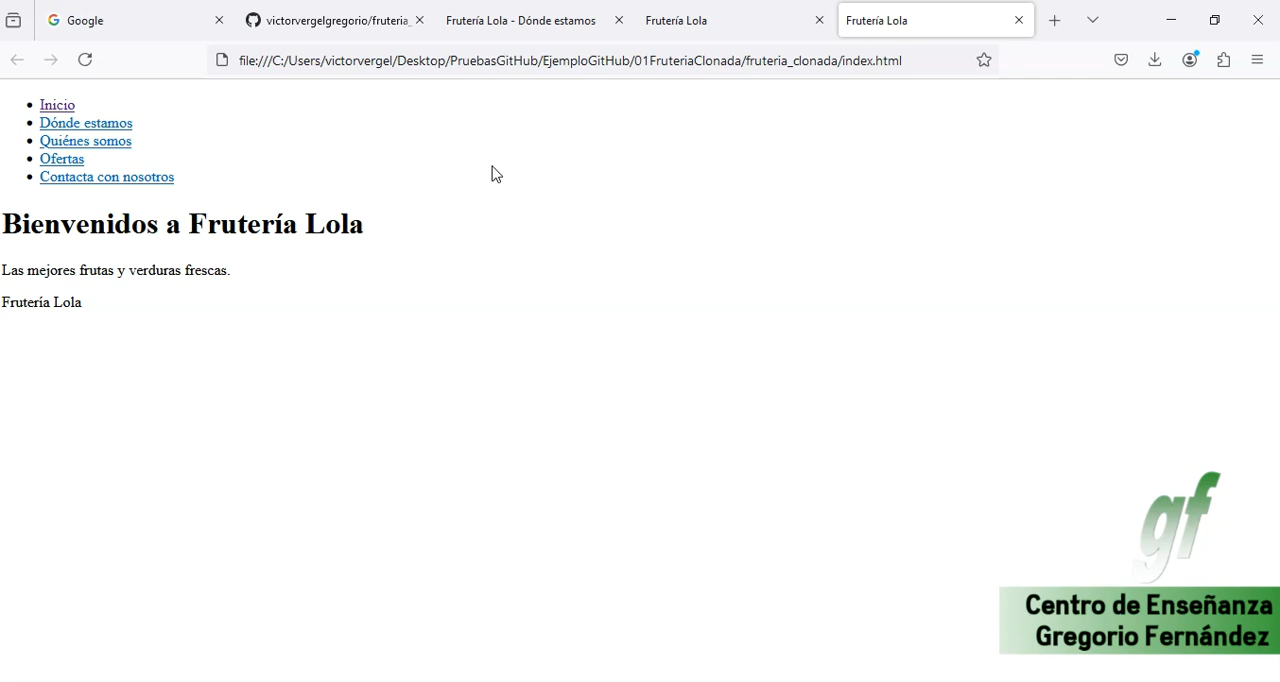 Google
victorvergelgregorio/fruteria_
Frutería Lola - Dónde estamos
Frutería Lola
Frutería Lola
file:///C:/Users/victorvergel/Desktop/PruebasGitHub/EjemploGitHub/01FruteriaClonada/fruteria_clonada/index.html
Inicio
Dónde estamos
Quiénes somos
Ofertas
Contacta con nosotros
Bienvenidos a Frutería Lola
Las mejores frutas y verduras frescas.
Frutería Lola
gf
Centro de Enseñanza
Gregorio Fernández